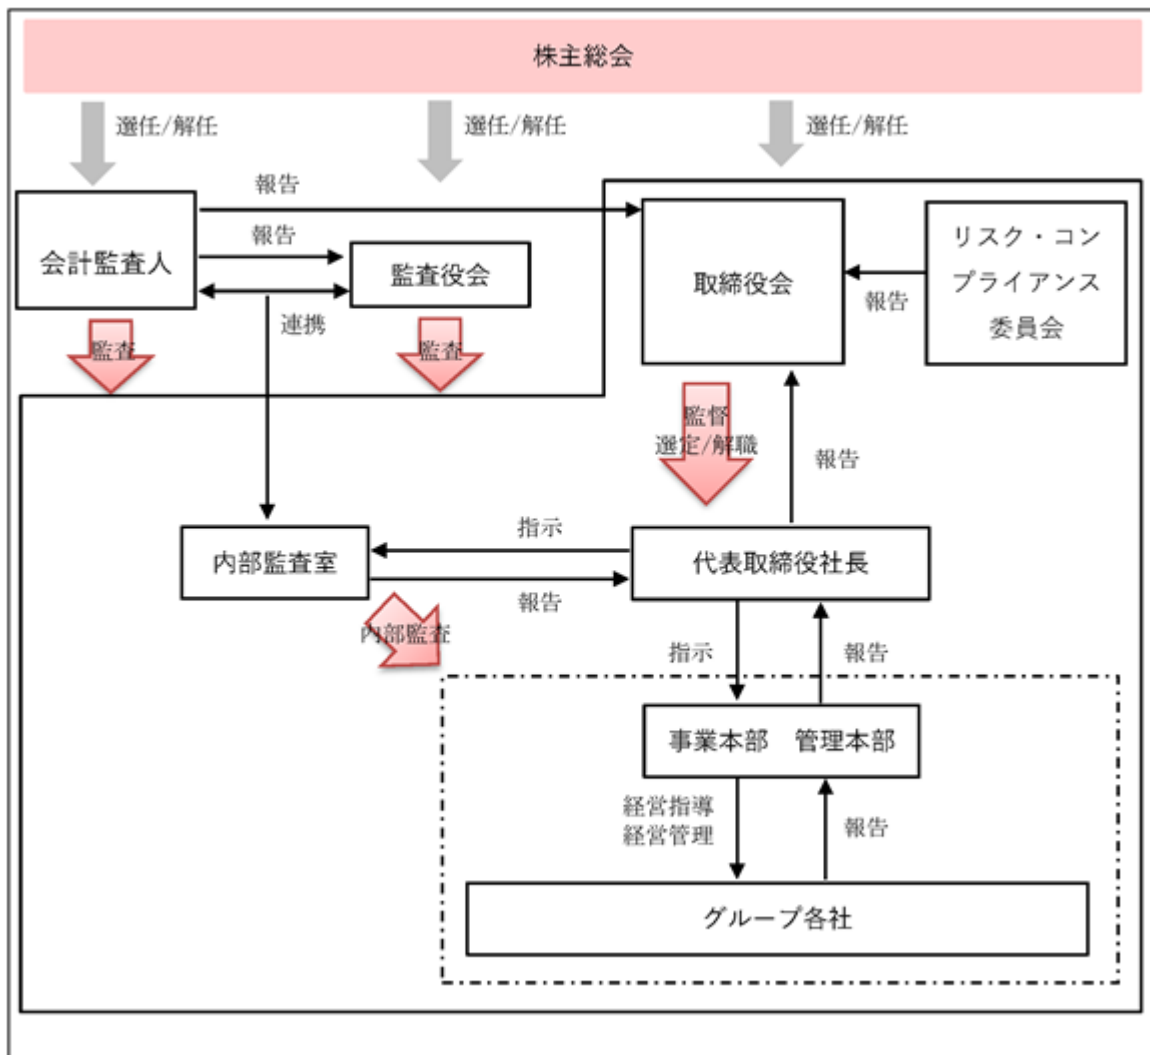 株主総会
選任/解任
選任/解任
選任/解任
報告
会計監査人
報告
監査役会
連携
監査
監査
取締役会
報告
リスク・コン
プライアンス
委員会
監督
選定/解職
報告
内部監査室
指示
報告
代表取締役社長
内部監査
指示
報告
事業本部　管理本部
経営指導
経営管理
報告
グループ各社